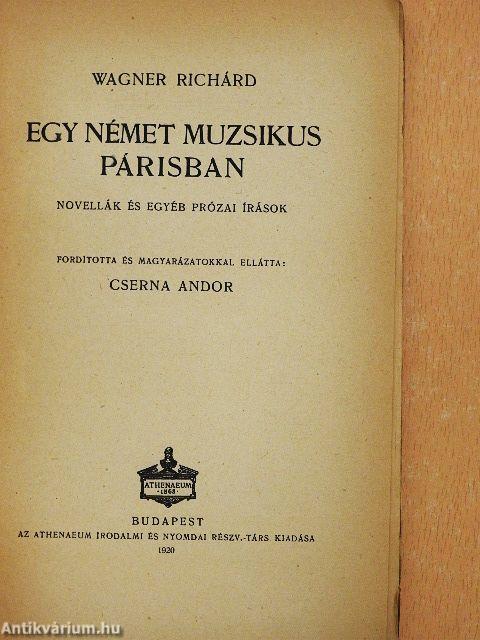 WAGNER RICHÁRD
EGY NÉMET MUZSIKUS
PÁRISBAN
NOVELLÁK ÉS EGYÉB PRÓZAI ÍRÁSOK
FORDÍTOTTA ÉS MAGYARÁZATOKKAL ELLÁTTA:
CSERNA ANDOR
ATHENAEUM
·1868·
BUDAPEST
AZ ATHENAEUM IRODALMI ÉS NYOMDAI RÉSZV.-TÁRS KIADÁSA
1920
Antikvárium.hu